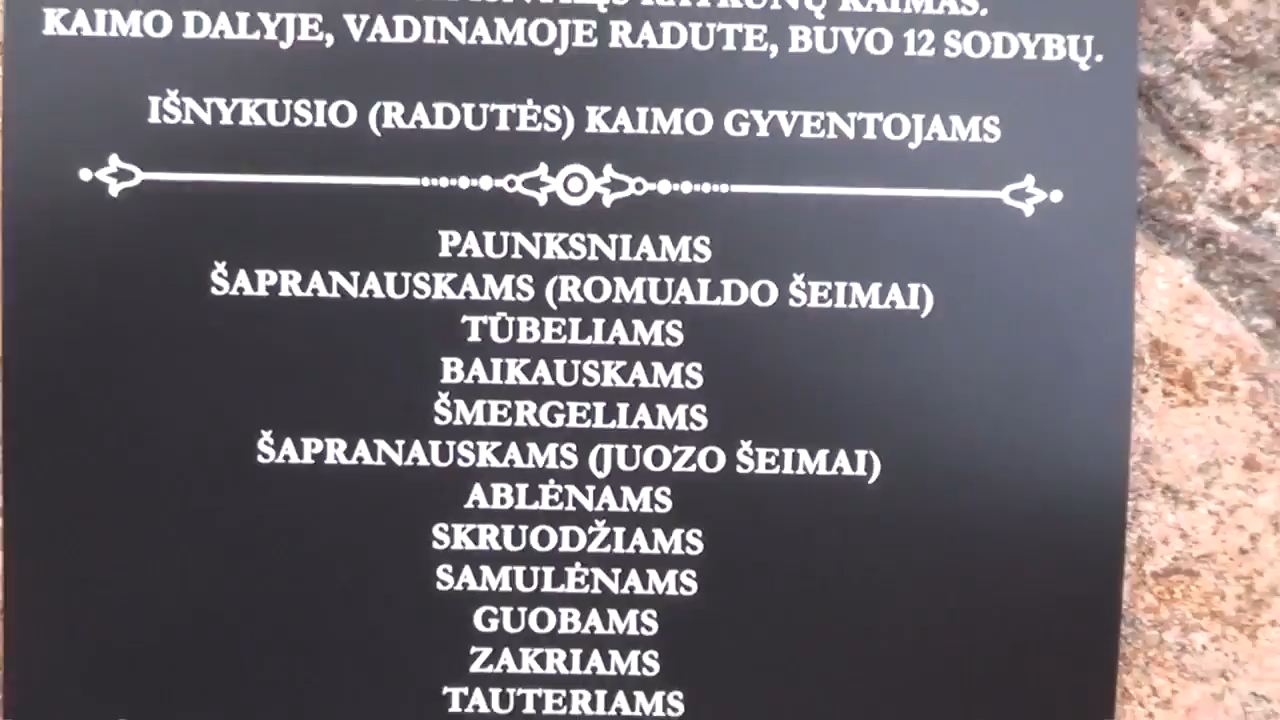 KAIMAS.
KAIMO DALYJE, VADINAMOJE RADUTE, BUVO 12 SODYBŲ.
IŠNYKUSIO (RADUTĖS) KAIMO GYVENTOJAMS
PAUNKSNIAMS
ŠAPRANAUSKAMS (ROMUALDO ŠEIMAI)
TŪBELIAMS
BAIKAUSKAMS
ŠMERGELIAMS
ŠAPRANAUSKAMS (JUOZO ŠEIMAI)
ABLĖNAMS
SKRUODŽIAMS
SAMULĖNAMS
GUOBAMS
ZAKRIAMS
TAUTERIAMS